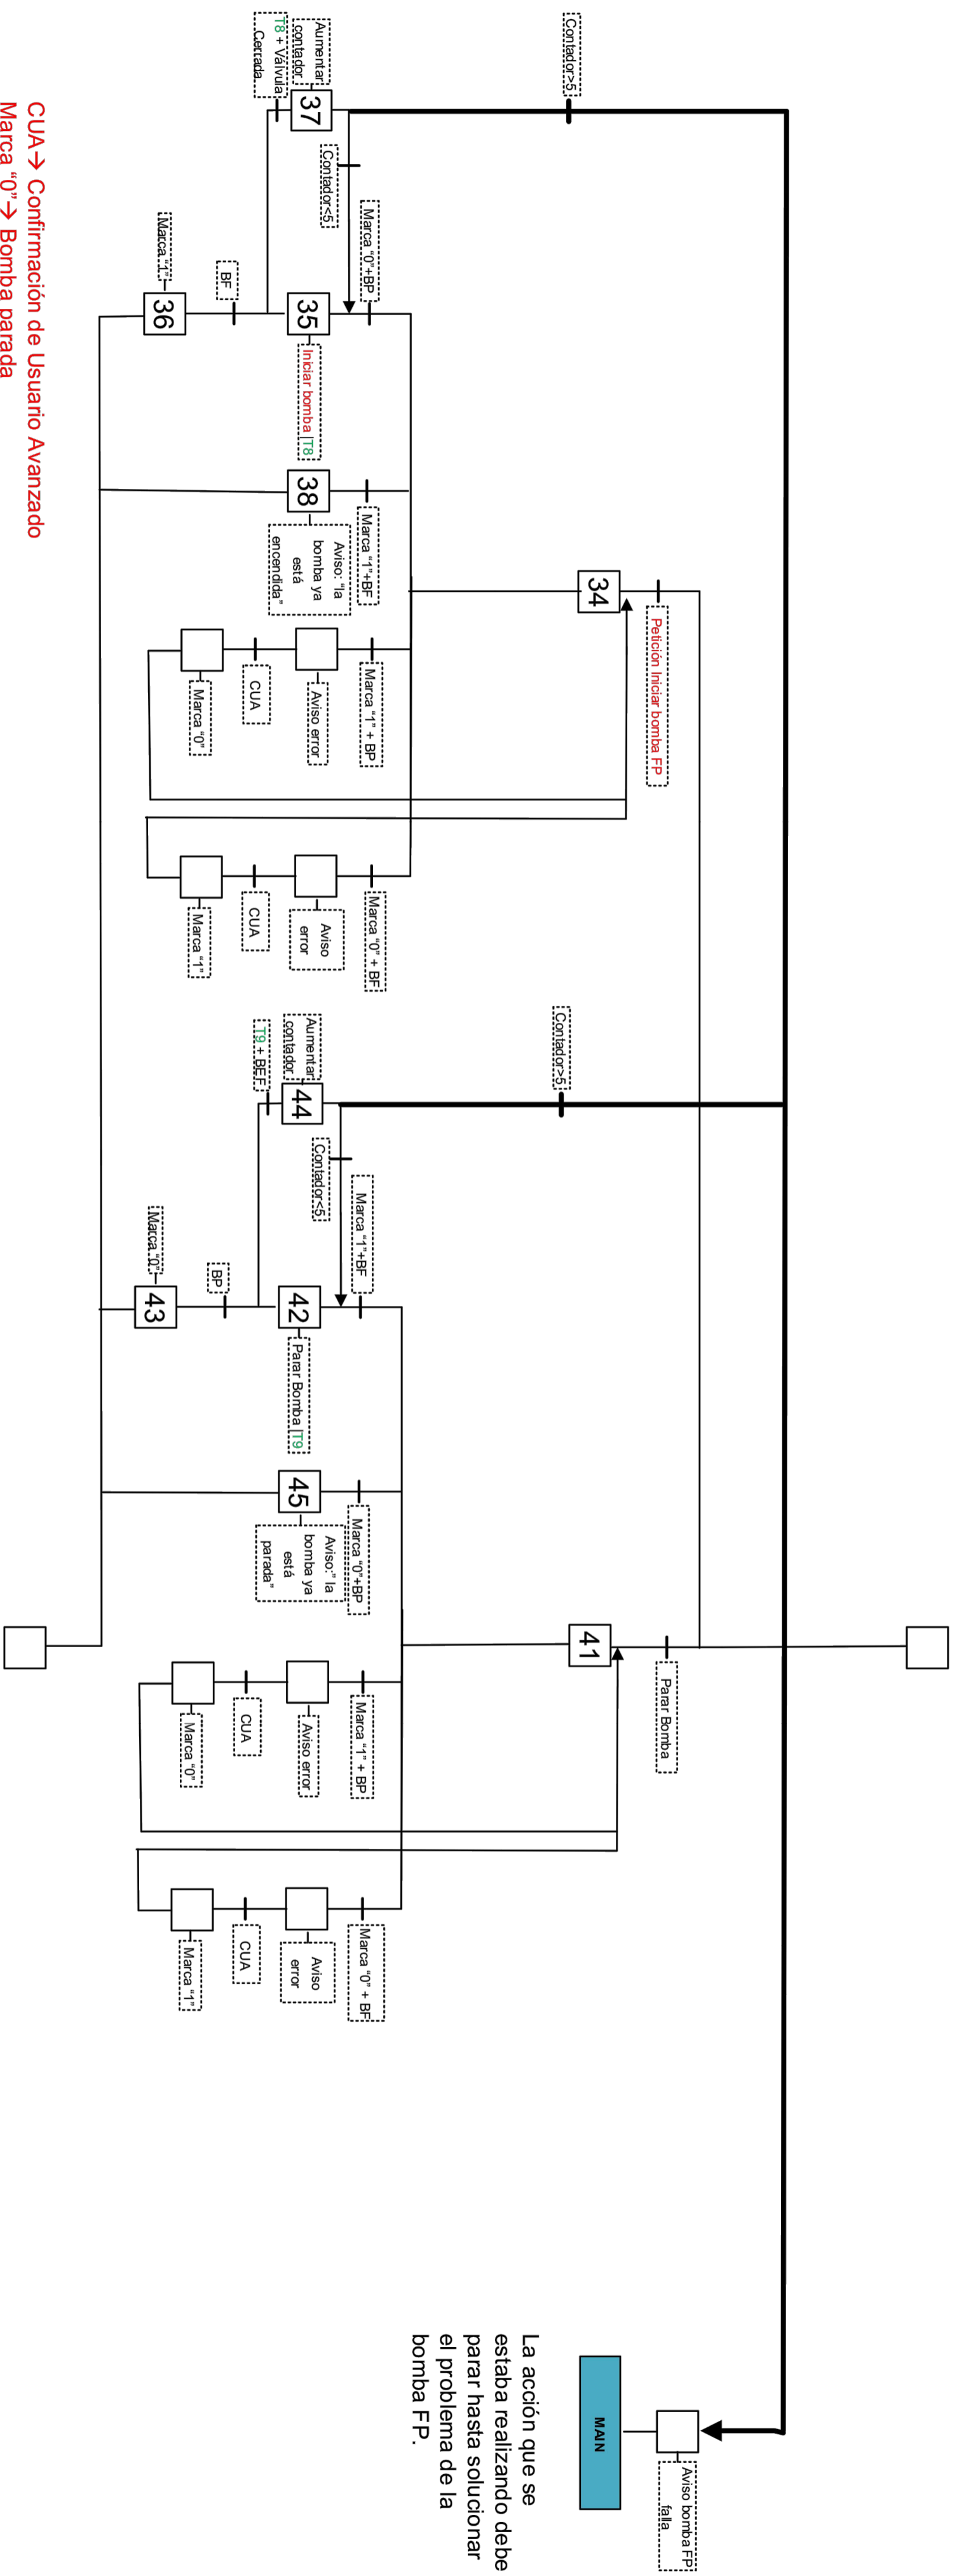 Petición Iniciar bomba FP
34
Contador>5
Marca "0"+BP
Contador<5
Aumentar
contador
37
T8 + Válvula
Cerrada
35
Iniciar bomba |T8
BF
36
Marca "1"
Marca "1"+BF
38
Aviso: "la
bomba ya
está
encendida"
Marca "1" + BP
Aviso error
CUA
Marca "0"
Marca "0" + BF
Aviso
error
CUA
Marca "1"
Parar Bomba
41
Contador>5
Marca "1"+BF
Contador<5
Aumentar
contador
44
T9 + BEF
42
Parar Bomba |T9
BP
43
Marca "0"
Marca "0"+BP
45
Aviso:" la
bomba ya
está
parada"
Marca "1" + BP
Aviso error
CUA
Marca "0"
Marca "0" + BF
Aviso
error
CUA
Marca "1"
Aviso bomba FP
falla
MAIN
La acción que se
estaba realizando debe
parar hasta solucionar
el problema de la
bomba FP.
CUA→ Confirmación de Usuario Avanzado
Marca "0"→ Bomba parada